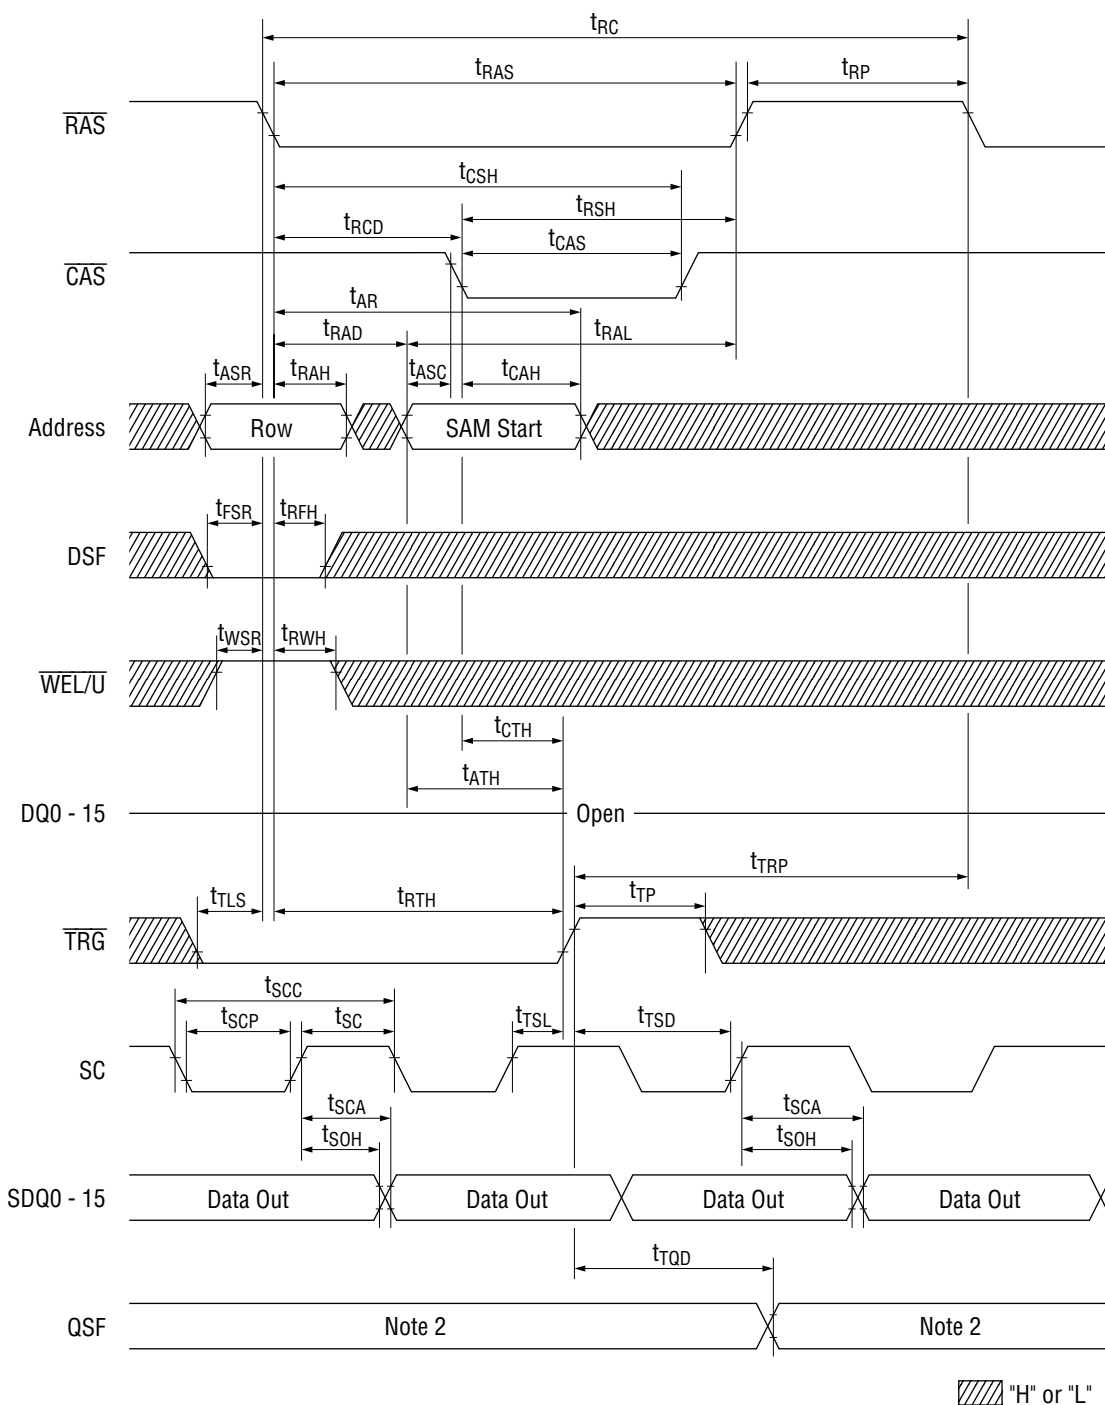 tRC
tRAS
tRP
RAS
tCSH
tRSH
tRCD
tCAS
CAS
tAR
tRAD
tRAL
tASR
tRAH
tASC
tCAH
Address
Row
SAM Start
tFSR
tRFH
DSF
tWSR
tRWH
WEL/U
tCTH
tATH
DQ0 - 15
Open
tTRP
tTLS
tRTH
tTP
TRG
tSCC
tSCP
tSC
tTSL
tTSD
SC
tSCA
tSCA
tSOH
tSOH
SDQ0 - 15
Data Out
Data Out
Data Out
Data Out
tTQD
QSF
Note 2
Note 2
"H" or "L"